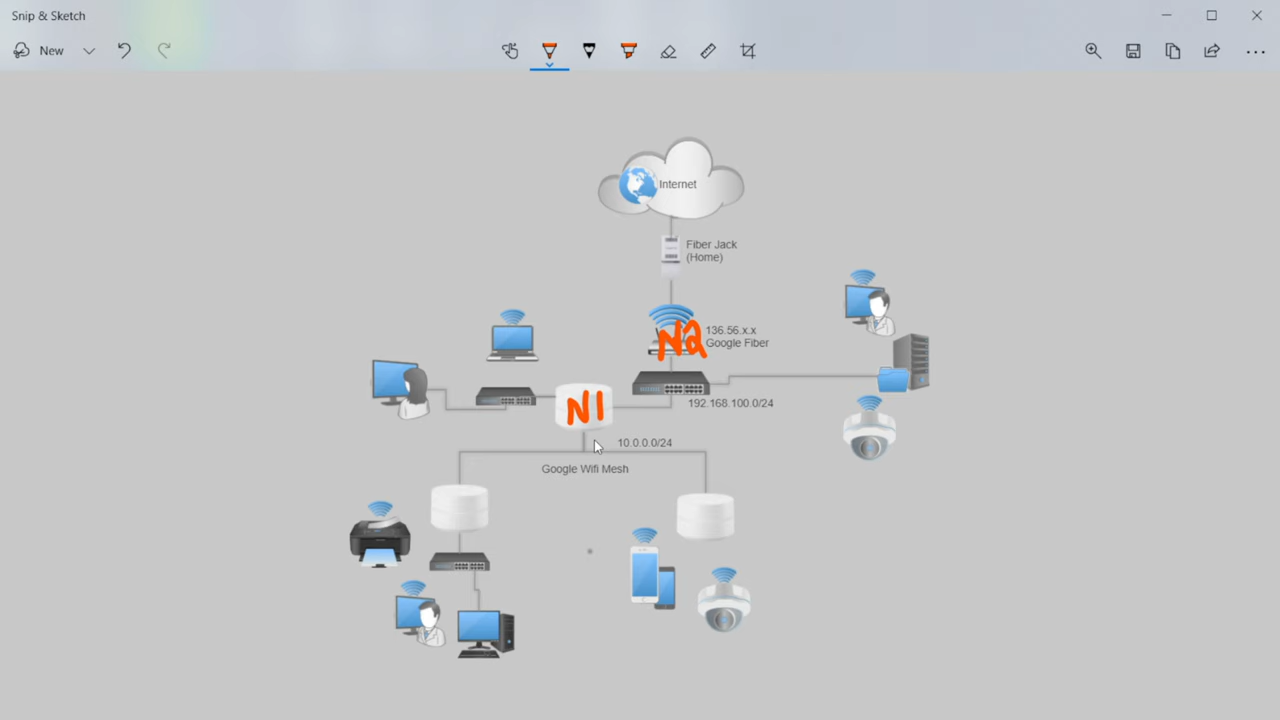 Snip & Sketch
New
Internet
Fiber Jack
(Home)
136.56.x.x
Google Fiber
N2
192.168.100.0/24
N1
10.0.0.0/24
Google Wifi Mesh